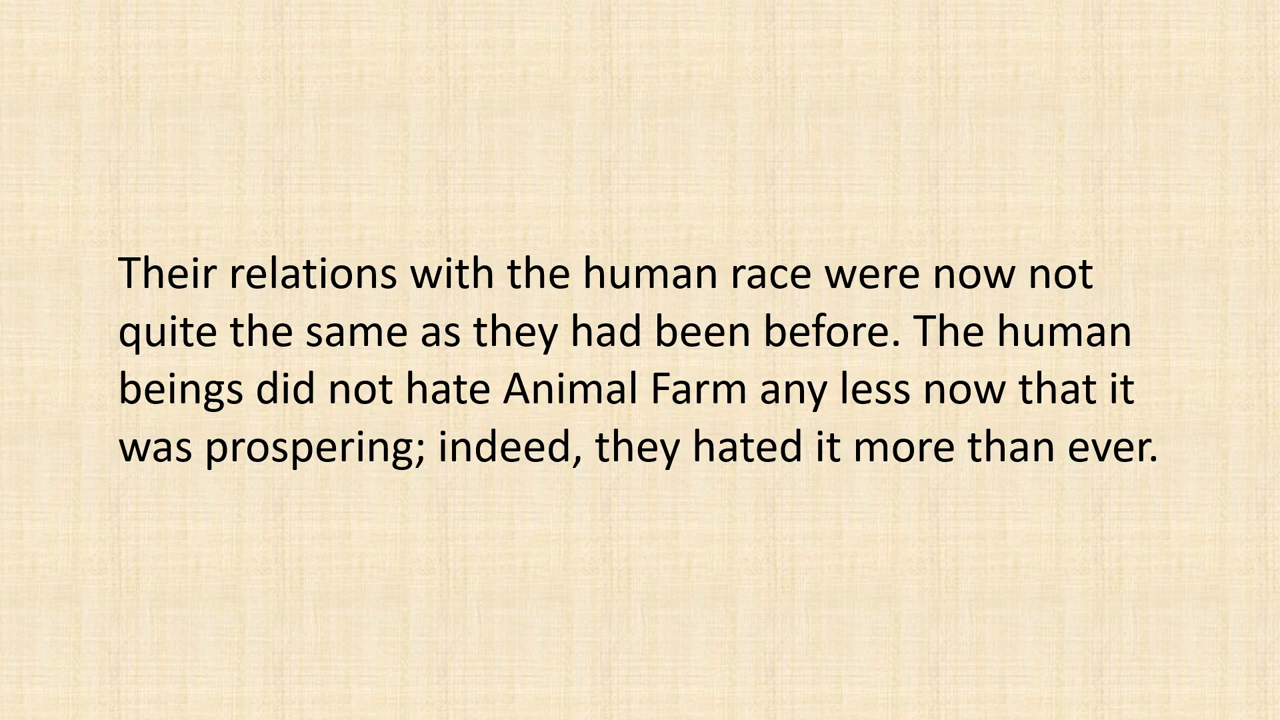 Their relations with the human race were now not
quite the same as they had been before. The human
beings did not hate Animal Farm any less now that it
was prospering; indeed, they hated it more than ever.